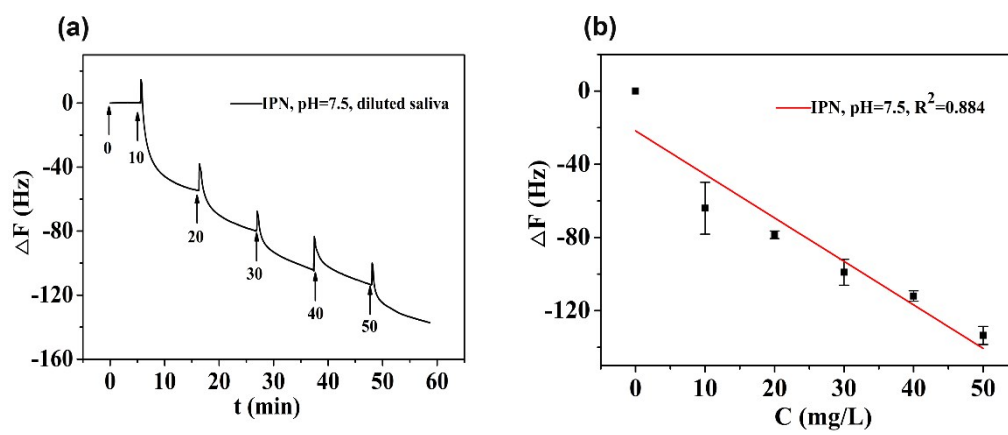 (a)
IPN, pH=7.5, diluted saliva
0
-40
-80
-120
-160
△F (Hz)
0
10
20
30
40
50
0 10 20 30 40 50 60
t (min)
(b)
IPN, pH=7.5, R²=0.884
0
-40
-80
-120
△F (Hz)
0 10 20 30 40 50
C (mg/L)